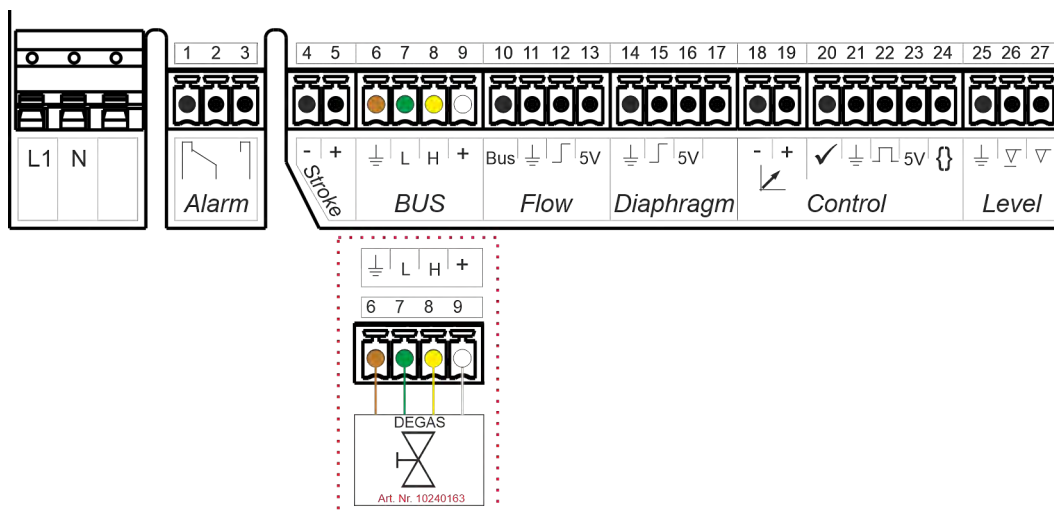 1 2 3 4 5 6 7 8 9 10 11 12 13 14 15 16 17 18 19 20 21 22 23 24 25 26 27
L1 N - + L H + Bus 5V 5V - + 5V {}
Alarm Stroke BUS Flow Diaphragm Control Level
L H +
6 7 8 9
DEGAS
Art. Nr. 10240163